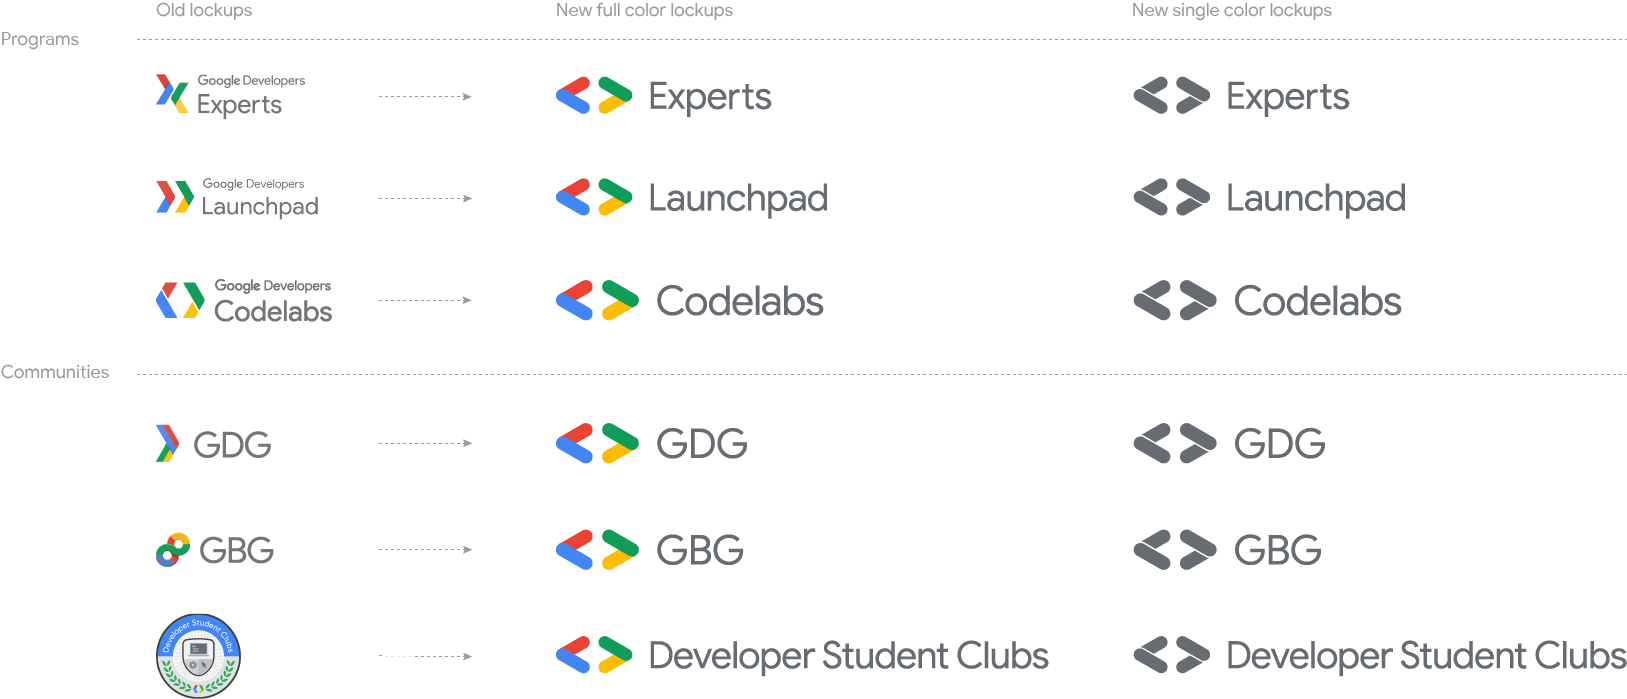 Old lockups New full color lockups New single color lockups
Programs
Google Developers
Experts Experts Experts
Google Developers
Launchpad Launchpad Launchpad
Google Developers
Codelabs Codelabs Codelabs
Communities
GDG GDG GDG
GBG GBG GBG
Developer Student Clubs
Developer Student Clubs Developer Student Clubs